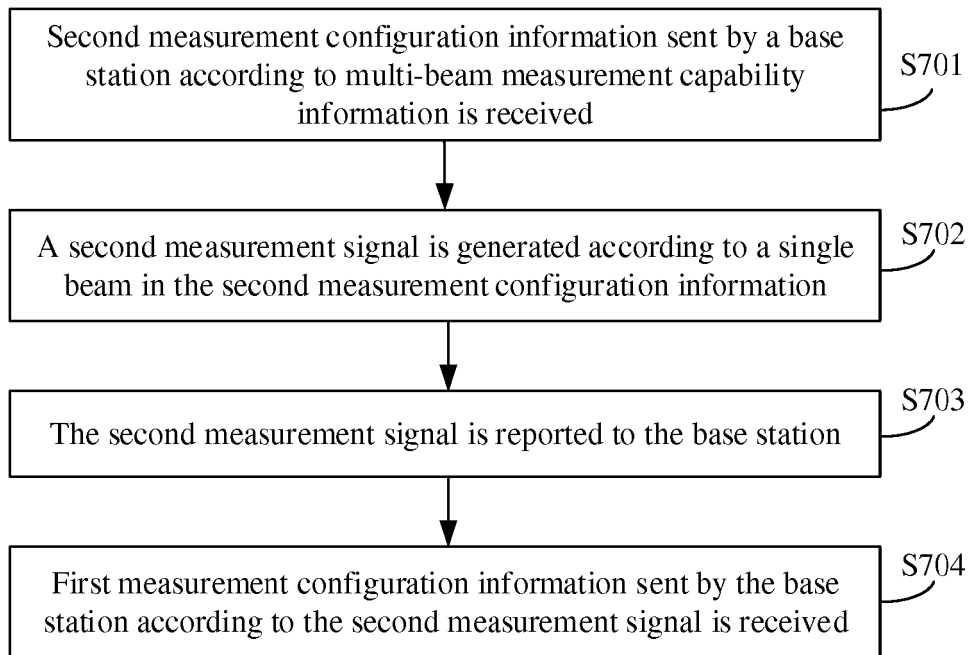 Second measurement configuration information sent by a base
station according to multi-beam measurement capability
information is received
S701
A second measurement signal is generated according to a single
beam in the second measurement configuration information
S702
The second measurement signal is reported to the base station
S703
First measurement configuration information sent by the base
station according to the second measurement signal is received
S704